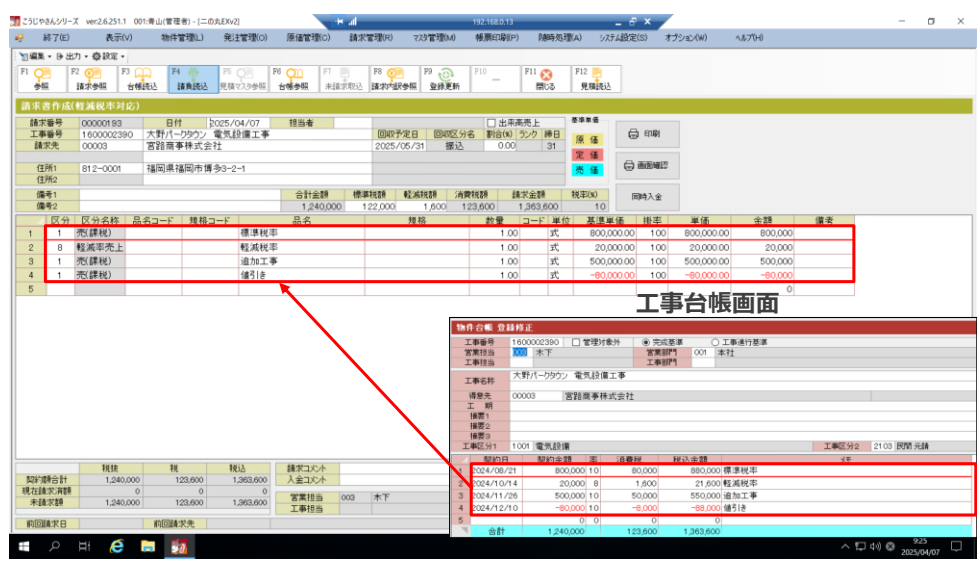 こうじやさんシリーズ ver.2.6.251.1 001:青山(管理者) - [二の丸EXv2] 192.168.0.13
終了(E) 表示(V) 物件管理(L) 発注管理(O) 原価管理(C) 請求管理(R) マスタ管理(M) 帳票印刷(P) 随時処理(A) システム設定(S) オプション(W) ヘルプ(H)
編集 出力 設定
F1 F2 F3 F4 F5 F6 F7 F8 F9 F10 F11 F12
参照 請求参照 台帳読込 請負読込 見積マスタ参照 台帳参照 未請求取込 請求内訳参照 登録更新 閉じる 見積読込
請求書作成(軽減税率対応)
請求番号 00000193 日付 2025/04/07 担当者 出来高売上 基準単価
工事番号 1600002390 大野パークタウン 電気設備工事 回収予定日 回収区分名 割合(%) ランク 締日 原 価 印刷
請求先 00003 宮路商事株式会社 2025/05/31 振込 0.00 31
定 価
住所1 812-0001 福岡県福岡市博多3-2-1 売 価 画面確認
住所2
備考1 合計金額 標準税額 軽減税額 消費税額 請求金額 税率(%) 同時入金
備考2 1,240,000 122,000 1,600 123,600 1,363,600 10
区分 区分名称 品名コード 規格コード 品名 規格 数量 コード 単位 基準単価 掛率 単価 金額 備考
1 1 売(課税) 標準税率 1.00 式 800,000.00 100 800,000.00 800,000
2 8 軽減率売上 軽減税率 1.00 式 20,000.00 100 20,000.00 20,000
3 1 売(課税) 追加工事 1.00 式 500,000.00 100 500,000.00 500,000
4 1 売(課税) 値引き 1.00 式 -80,000.00 100 -80,000.00 -80,000
5 0
工事台帳画面
物件台帳 登録修正
工事番号 1600002390 管理対象外 完成基準 工事進行基準
営業担当 003 木下 営業部門 001 本社
工事担当 工事部門
工事名称 大野パークタウン 電気設備工事
得意先 00003 宮路商事株式会社
工 期
摘要1
摘要2
摘要3
工事区分1 1001 電気設備 工事区分2 2103 民間 元請
契約日 契約金額 率 消費税 税込金額 メモ
1 2024/08/21 800,000 10 80,000 880,000 標準税率
2 2024/10/14 20,000 8 1,600 21,600 軽減税率
3 2024/11/26 500,000 10 50,000 550,000 追加工事
4 2024/12/10 -80,000 10 -8,000 -88,000 値引き
5 0 0 0 0
合計 1,240,000 123,600 1,363,600
税抜 税 税込 請求コメント
契約額合計 1,240,000 123,600 1,363,600 入金コメント
現在請求済額 0 0 0
未請求額 1,240,000 123,600 1,363,600 営業担当 003 木下
工事担当
前回請求日 前回請求先
9:25
2025/04/07